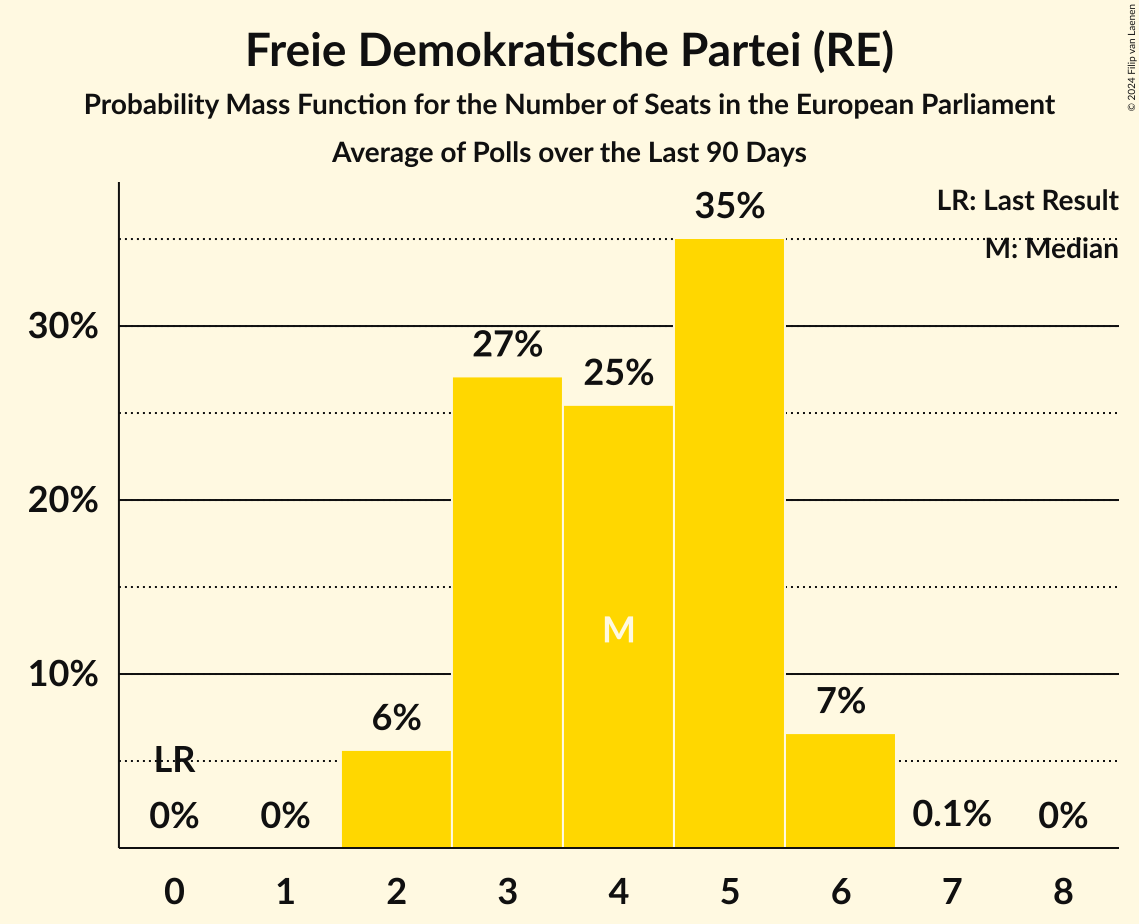 Freie Demokratische Partei (RE)
Probability Mass Function for the Number of Seats in the European Parliament
Average of Polls over the Last 90 Days
© 2024 Filip van Laenen
LR: Last Result
M: Median
35%
30%
27%
25%
20%
M
10%
7%
6%
LR
0%
0%
0.1%
0%
0 1 2 3 4 5 6 7 8